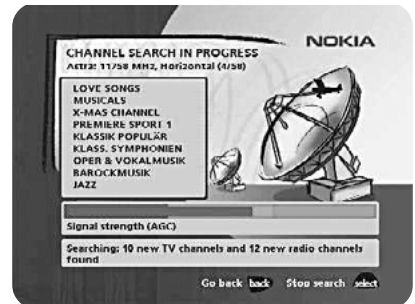 NOKIA
CHANNEL SEARCH IN PROGRESS
Astra: 11758 MHz, Horizontal (4/58)
LOVE SONGS
MUSICALS
X-MAS CHANNEL
PREMIERE SPORT 1
KLASSIK POPULÄR
KLASS. SYMPHONIEN
OPER & VOKALMUSIK
BAROCKMUSIK
JAZZ
Signal strength (AGC)
Searching: 10 new TV channels and 12 new radio channels
found
Go back back Stop search select